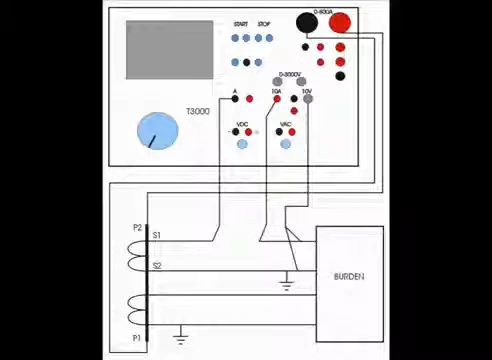 START STOP
0-800A
0-3000V
A 10A 10V
T3000
VDC VAC
P2
S1
S2
BURDEN
P1